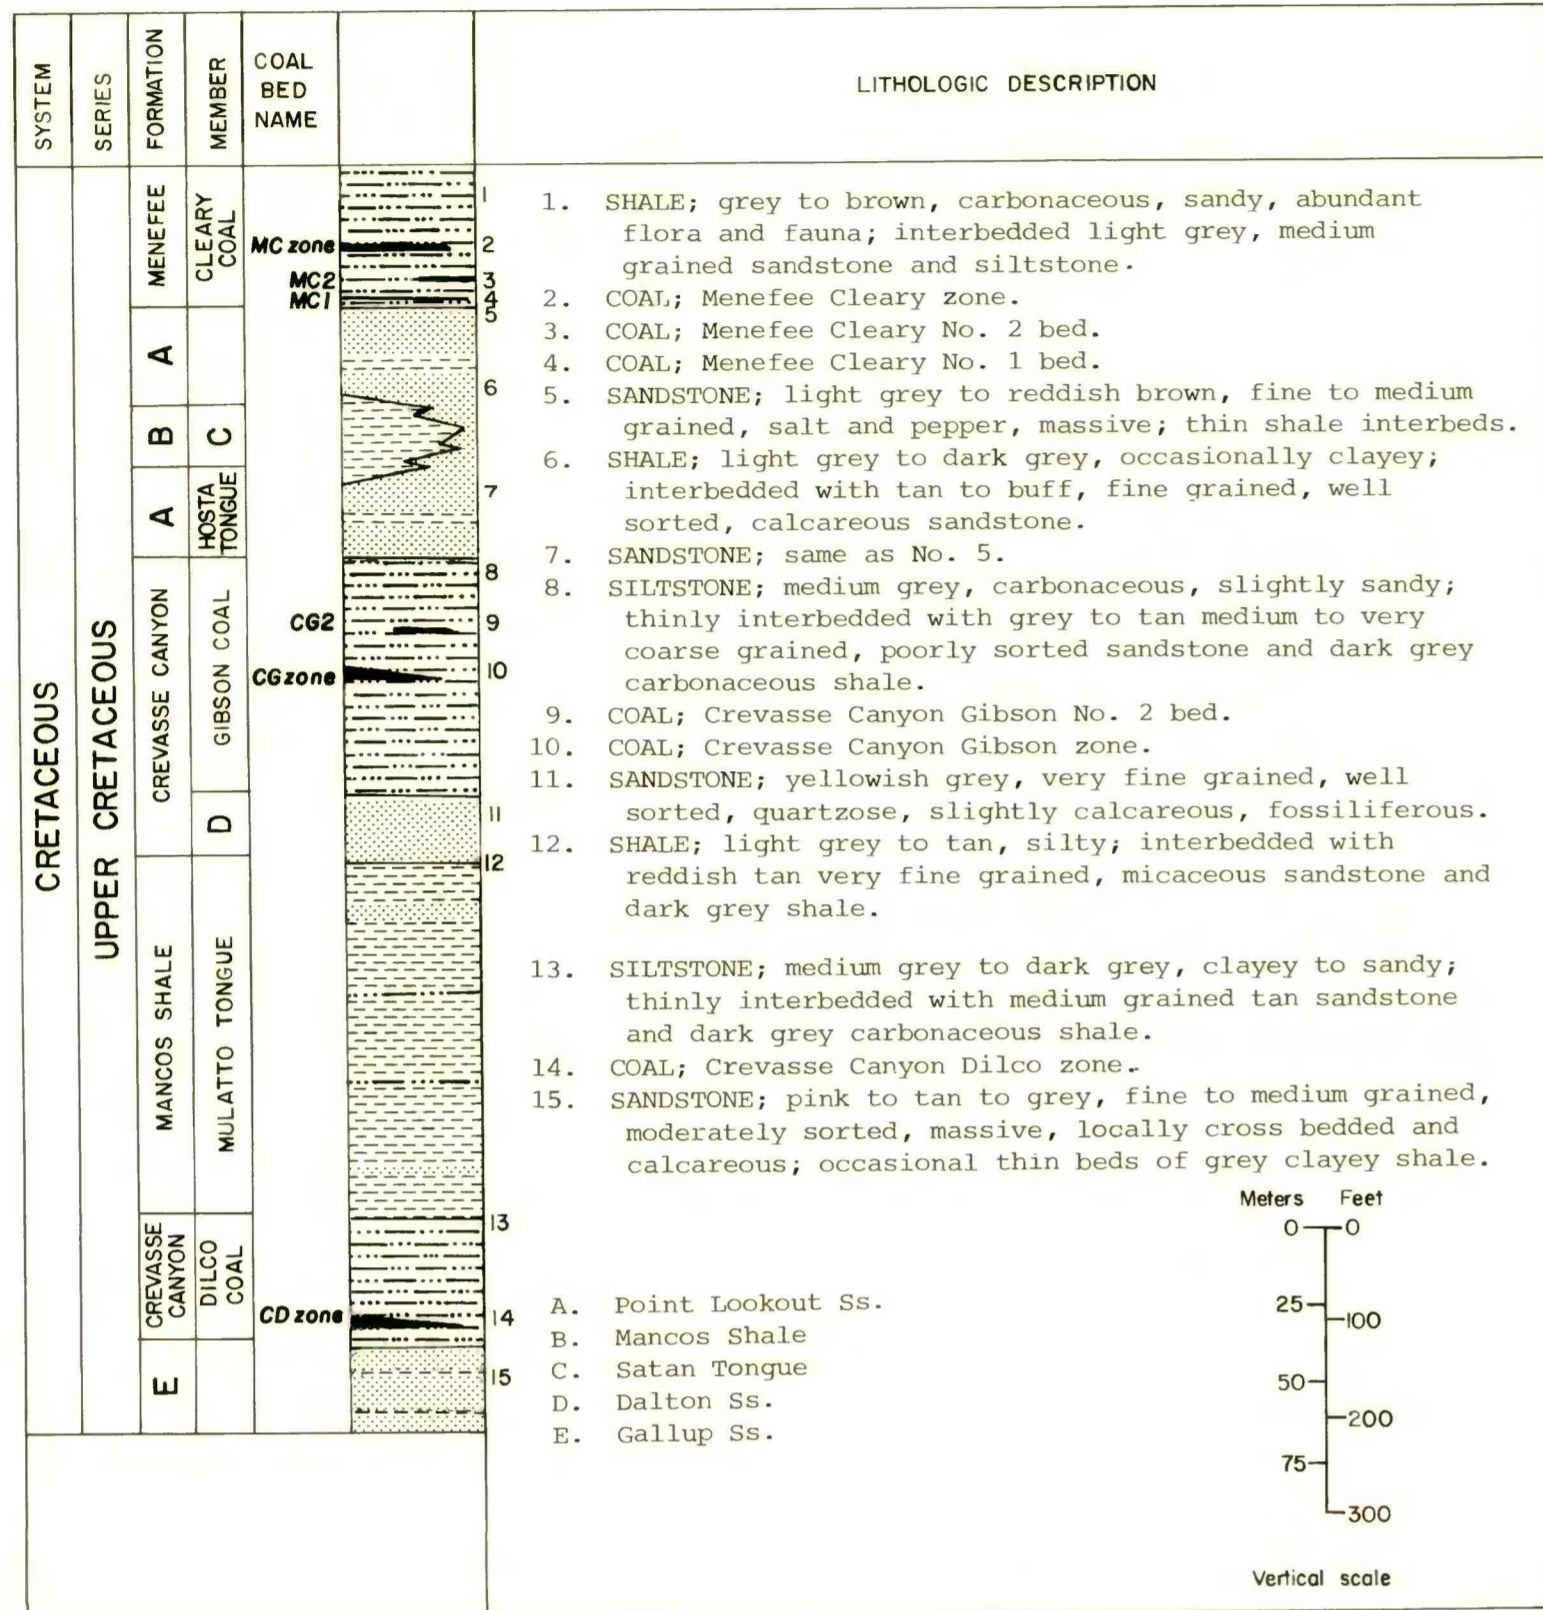 SYSTEM
SERIES
FORMATION
MEMBER
COAL
BED
NAME
LITHOLOGIC DESCRIPTION
CRETACEOUS
UPPER CRETACEOUS
MENEFEE
CLEARY
COAL
A
B
C
A
HOSTA
TONGUE
CREVASSE CANYON
GIBSON COAL
D
MANCOS SHALE
MULATTO TONGUE
CREVASSE
CANYON
DILCO
COAL
E
MC zone
MC2
MC1
CG2
CG zone
CD zone
1
2
3
4
5
6
7
8
9
10
11
12
13
14
15
1. SHALE; grey to brown, carbonaceous, sandy, abundant
flora and fauna; interbedded light grey, medium
grained sandstone and siltstone.
2. COAL; Menefee Cleary zone.
3. COAL; Menefee Cleary No. 2 bed.
4. COAL; Menefee Cleary No. 1 bed.
5. SANDSTONE; light grey to reddish brown, fine to medium
grained, salt and pepper, massive; thin shale interbeds.
6. SHALE; light grey to dark grey, occasionally clayey;
interbedded with tan to buff, fine grained, well
sorted, calcareous sandstone.
7. SANDSTONE; same as No. 5.
8. SILTSTONE; medium grey, carbonaceous, slightly sandy;
thinly interbedded with grey to tan medium to very
coarse grained, poorly sorted sandstone and dark grey
carbonaceous shale.
9. COAL; Crevasse Canyon Gibson No. 2 bed.
10. COAL; Crevasse Canyon Gibson zone.
11. SANDSTONE; yellowish grey, very fine grained, well
sorted, quartzose, slightly calcareous, fossiliferous.
12. SHALE; light grey to tan, silty; interbedded with
reddish tan very fine grained, micaceous sandstone and
dark grey shale.
13. SILTSTONE; medium grey to dark grey, clayey to sandy;
thinly interbedded with medium grained tan sandstone
and dark grey carbonaceous shale.
14. COAL; Crevasse Canyon Dilco zone.
15. SANDSTONE; pink to tan to grey, fine to medium grained,
moderately sorted, massive, locally cross bedded and
calcareous; occasional thin beds of grey clayey shale.
A. Point Lookout Ss.
B. Mancos Shale
C. Satan Tongue
D. Dalton Ss.
E. Gallup Ss.
Meters Feet
0 0
25
100
50
200
75
300
Vertical scale